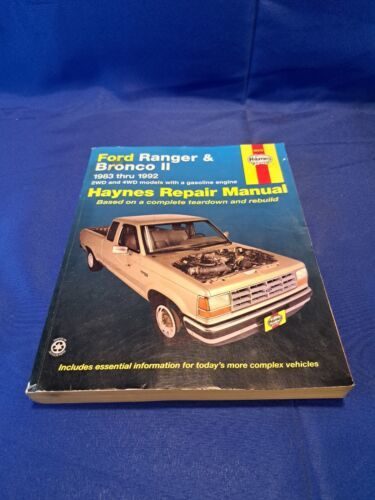 Ford Ranger &
Bronco II
1983 thru 1992
2WD and 4WD models with a gasoline engine
Haynes Repair Manual
Based on a complete teardown and rebuild
Haynes
Includes essential information for today's more complex vehicles